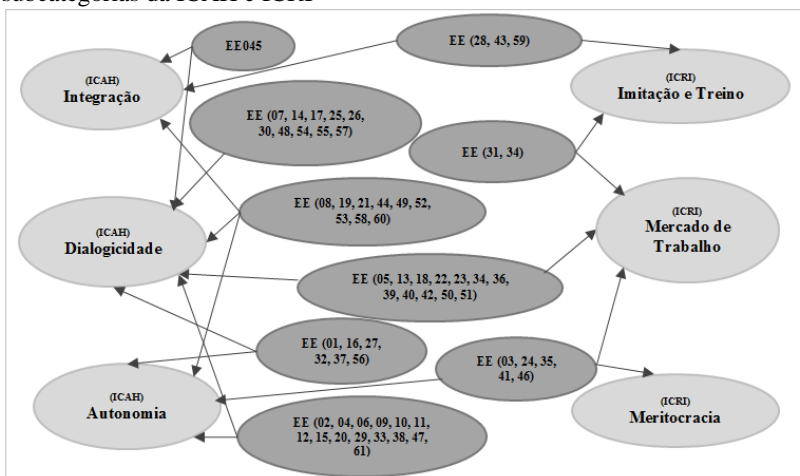 subcategorias da ICAH e ICRI
EE045
EE (28, 43, 59)
(ICAH)
Integração
(ICRI)
Imitação e Treino
EE (07, 14, 17, 25, 26,
30, 48, 54, 55, 57)
EE (31, 34)
EE (08, 19, 21, 44, 49, 52,
53, 58, 60)
(ICAH)
Dialogicidade
(ICRI)
Mercado de
Trabalho
EE (05, 13, 18, 22, 23, 34, 36,
39, 40, 42, 50, 51)
EE (01, 16, 27,
32, 37, 56)
EE (03, 24, 35,
41, 46)
(ICAH)
Autonomia
(ICRI)
Meritocracia
EE (02, 04, 06, 09, 10, 11,
12, 15, 20, 29, 33, 38, 47,
61)